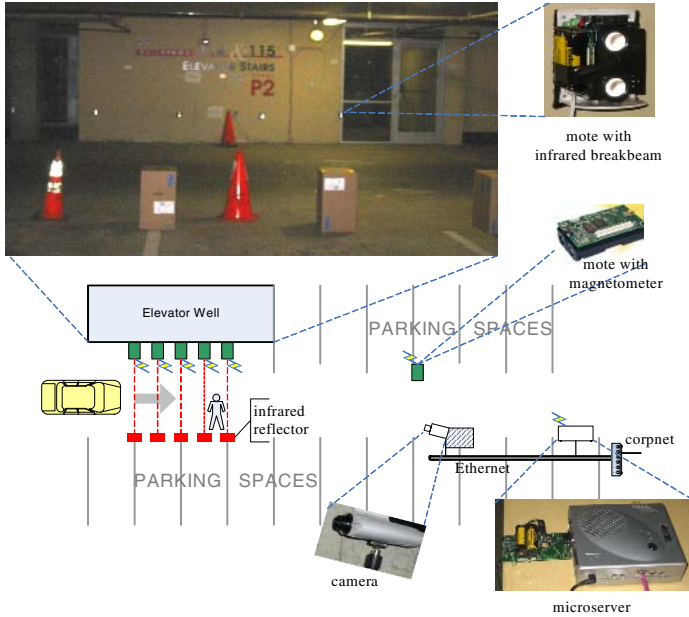 & 115
ELEVATOR STAIRS
P2
mote with
infrared breakbeam
mote with
magnetometer
Elevator Well
PARKING SPACES
infrared
reflector
PARKING SPACES
Ethernet
corpnet
camera
microserver